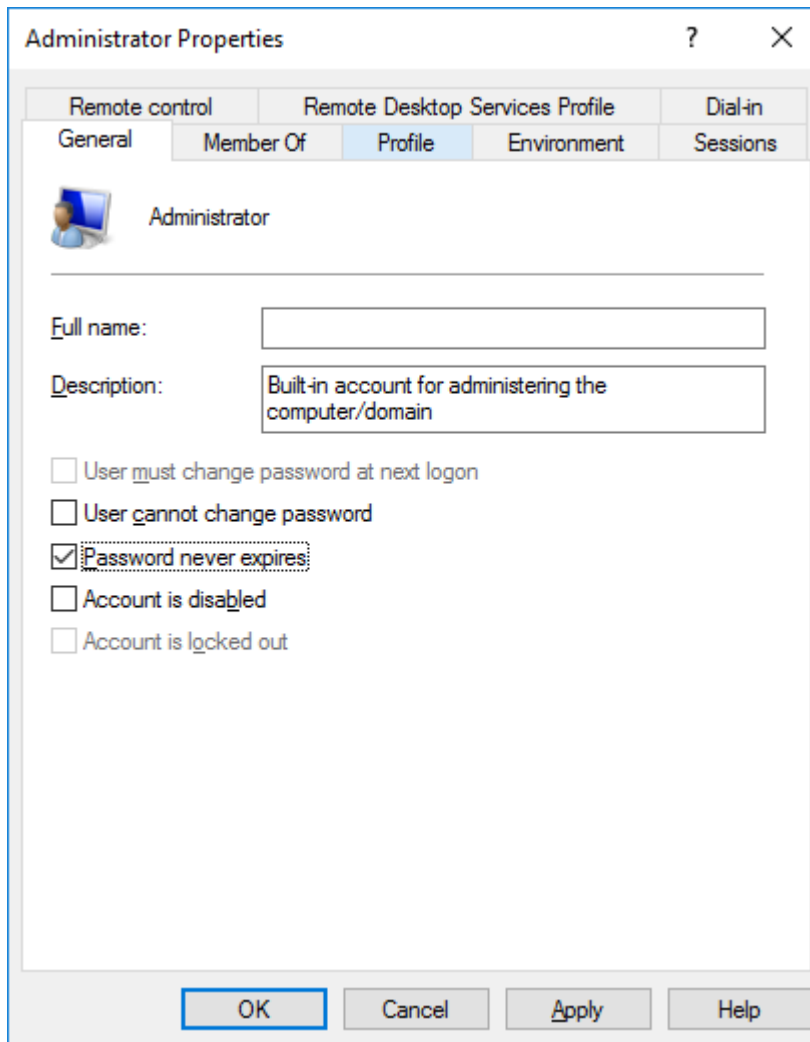 Administrator Properties
?
Remote control
Remote Desktop Services Profile
Dial-in
General
Member Of
Profile
Environment
Sessions
Administrator
Full name:
Description:
Built-in account for administering the
computer/domain
User must change password at next logon
User cannot change password
Password never expires
Account is disabled
Account is locked out
OK
Cancel
Apply
Help